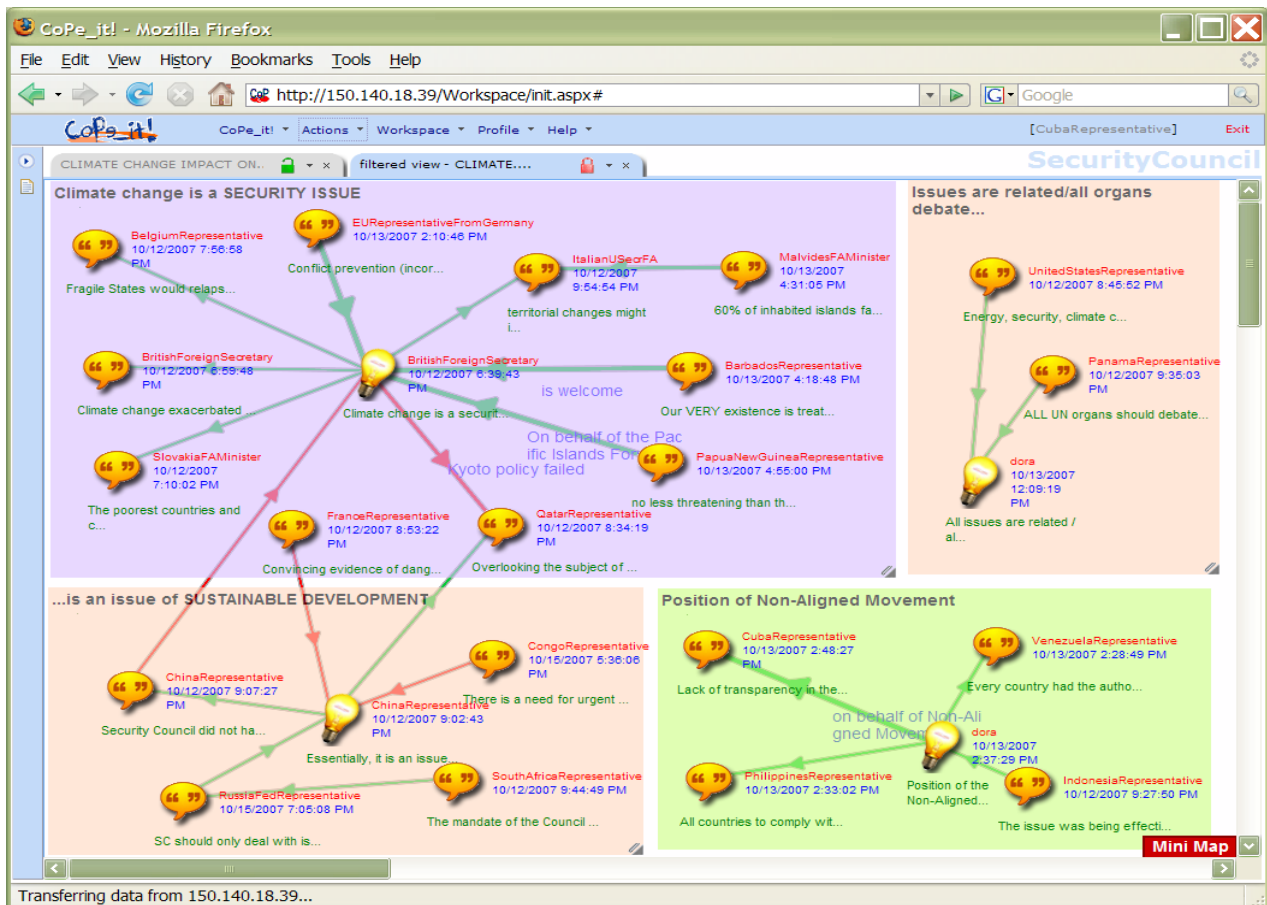 CoPe_it! - Mozilla Firefox
File Edit View History Bookmarks Tools Help
http://150.140.18.39/Workspace/init.aspx#
Google
CoPe_it!
CoPe_it! Actions Workspace Profile Help
[CubaRepresentative]
Exit
CLIMATE CHANGE IMPACT ON..
filtered view - CLIMATE....
SecurityCouncil
Climate change is a SECURITY ISSUE
BelgiumRepresentative
10/12/2007 7:56:58
PM
Fragile States would relaps...
EURepresentativeFromGermany
10/13/2007 2:10:46 PM
Conflict prevention (incor...
ItalianUSecrFA
10/12/2007
9:54:54 PM
territorial changes might
i...
MalvidesFAMinister
10/13/2007
4:31:05 PM
60% of inhabited islands fa...
BritishForeignSecretary
10/12/2007 6:59:48
PM
Climate change exacerbated ...
BritishForeignSecretary
10/12/2007 6:39:43
PM
Climate change is a securit...
is welcome
BarbadosRepresentative
10/13/2007 4:18:48 PM
Our VERY existence is treat...
On behalf of the Pac
ific Islands For
Kyoto policy failed
PapuaNewGuineaRepresentative
10/13/2007 4:55:00 PM
no less threatening than th...
SlovakiaFAMinister
10/12/2007
7:10:02 PM
The poorest countries and
c...
FranceRepresentative
10/12/2007 8:53:22
PM
Convincing evidence of dang...
QatarRepresentative
10/12/2007 8:34:19
PM
Overlooking the subject of ...
Issues are related/all organs
debate...
UnitedStatesRepresentative
10/12/2007 8:45:52 PM
Energy, security, climate c...
PanamaRepresentative
10/12/2007 9:35:03
PM
ALL UN organs should debate...
dora
10/13/2007
12:09:19
PM
All issues are related /
al...
...is an issue of SUSTAINABLE DEVELOPMENT
CongoRepresentative
10/15/2007 5:36:06
PM
There is a need for urgent ...
ChinaRepresentative
10/12/2007 9:07:27
PM
Security Council did not ha...
ChinaRepresentative
10/12/2007 9:02:43
PM
Essentially, it is an issue...
RussiaFedRepresentative
10/15/2007 7:05:08 PM
SC should only deal with is...
SouthAfricaRepresentative
10/12/2007 9:44:49 PM
The mandate of the Council ...
Position of Non-Aligned Movement
CubaRepresentative
10/13/2007 2:48:27
PM
Lack of transparency in the...
VenezuelaRepresentative
10/13/2007 2:28:49 PM
Every country had the autho...
on behalf of Non-Ali
gned Movem
dora
10/13/2007
2:37:29 PM
Position of the
Non-Aligned...
PhilippinesRepresentative
10/13/2007 2:33:02 PM
All countries to comply wit...
IndonesiaRepresentative
10/12/2007 9:27:50 PM
The issue was being effecti...
Mini Map
Transferring data from 150.140.18.39...